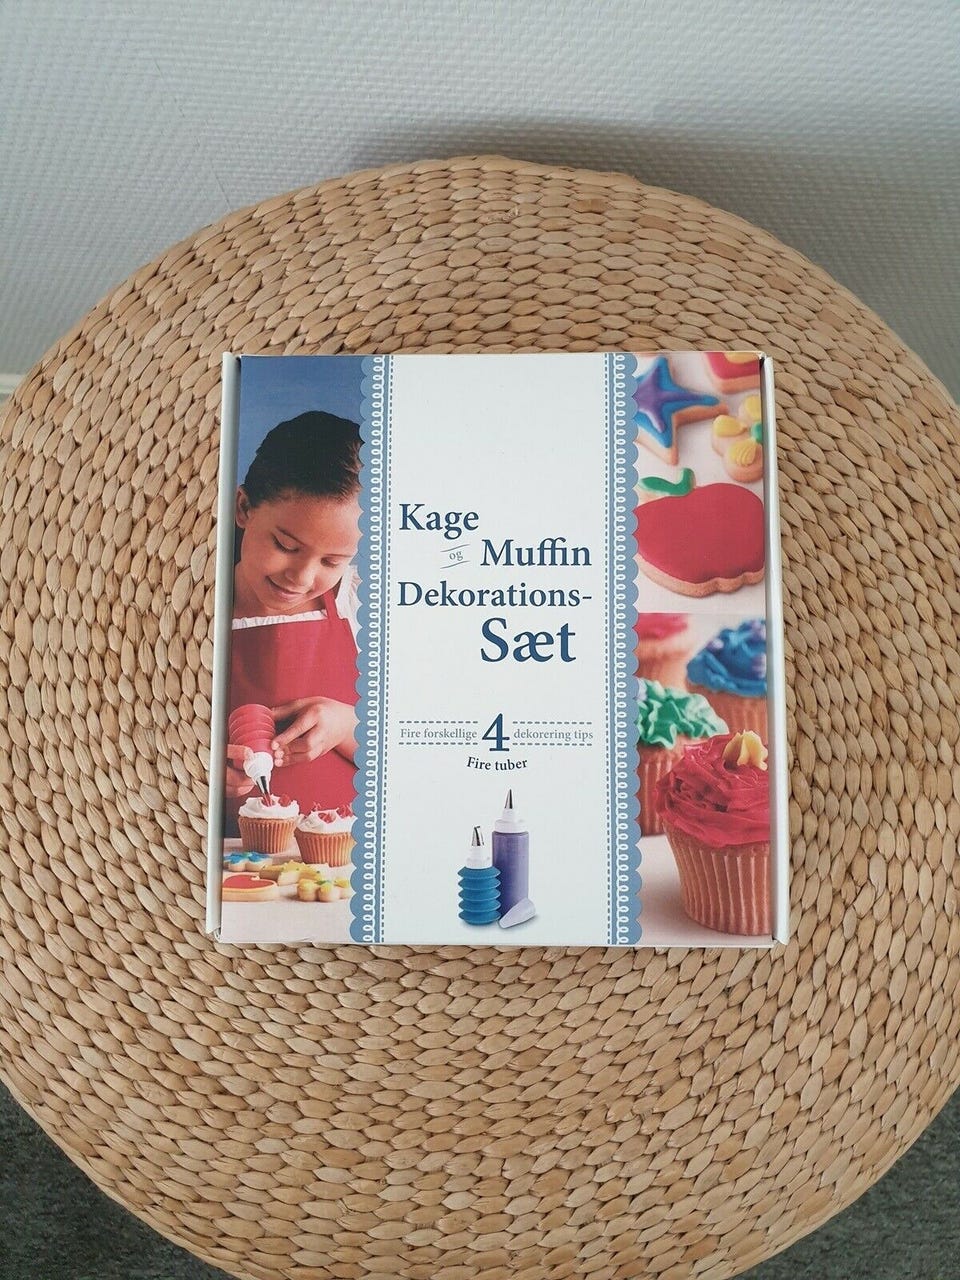 Kage
og Muffin
Dekorations-
Sæt
Fire forskellige 4 dekorering tips
Fire tuber